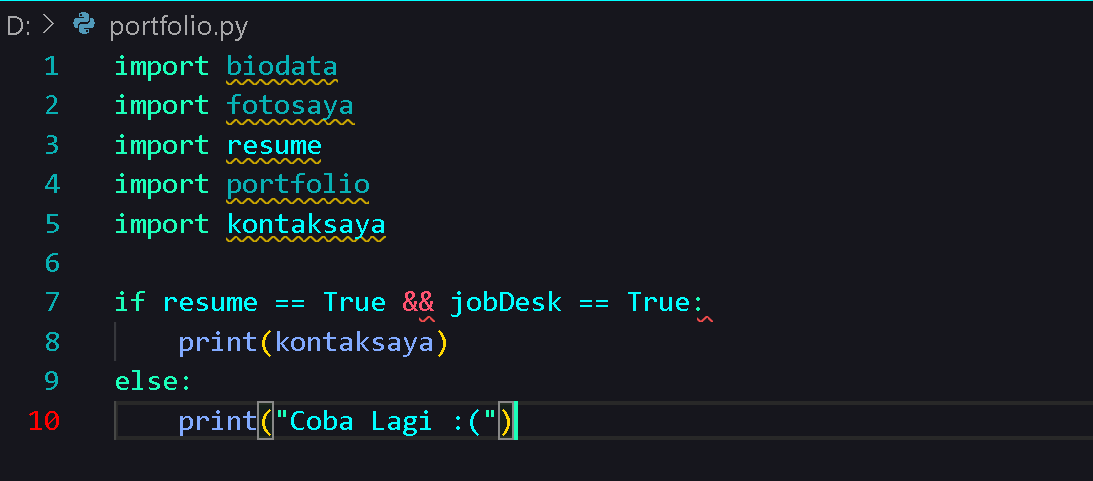 D: > portfolio.py
1 import biodata
2 import fotosaya
3 import resume
4 import portfolio
5 import kontaksaya
6
7 if resume == True && jobDesk == True:
8 print(kontaksaya)
9 else:
10 print("Coba Lagi :(")